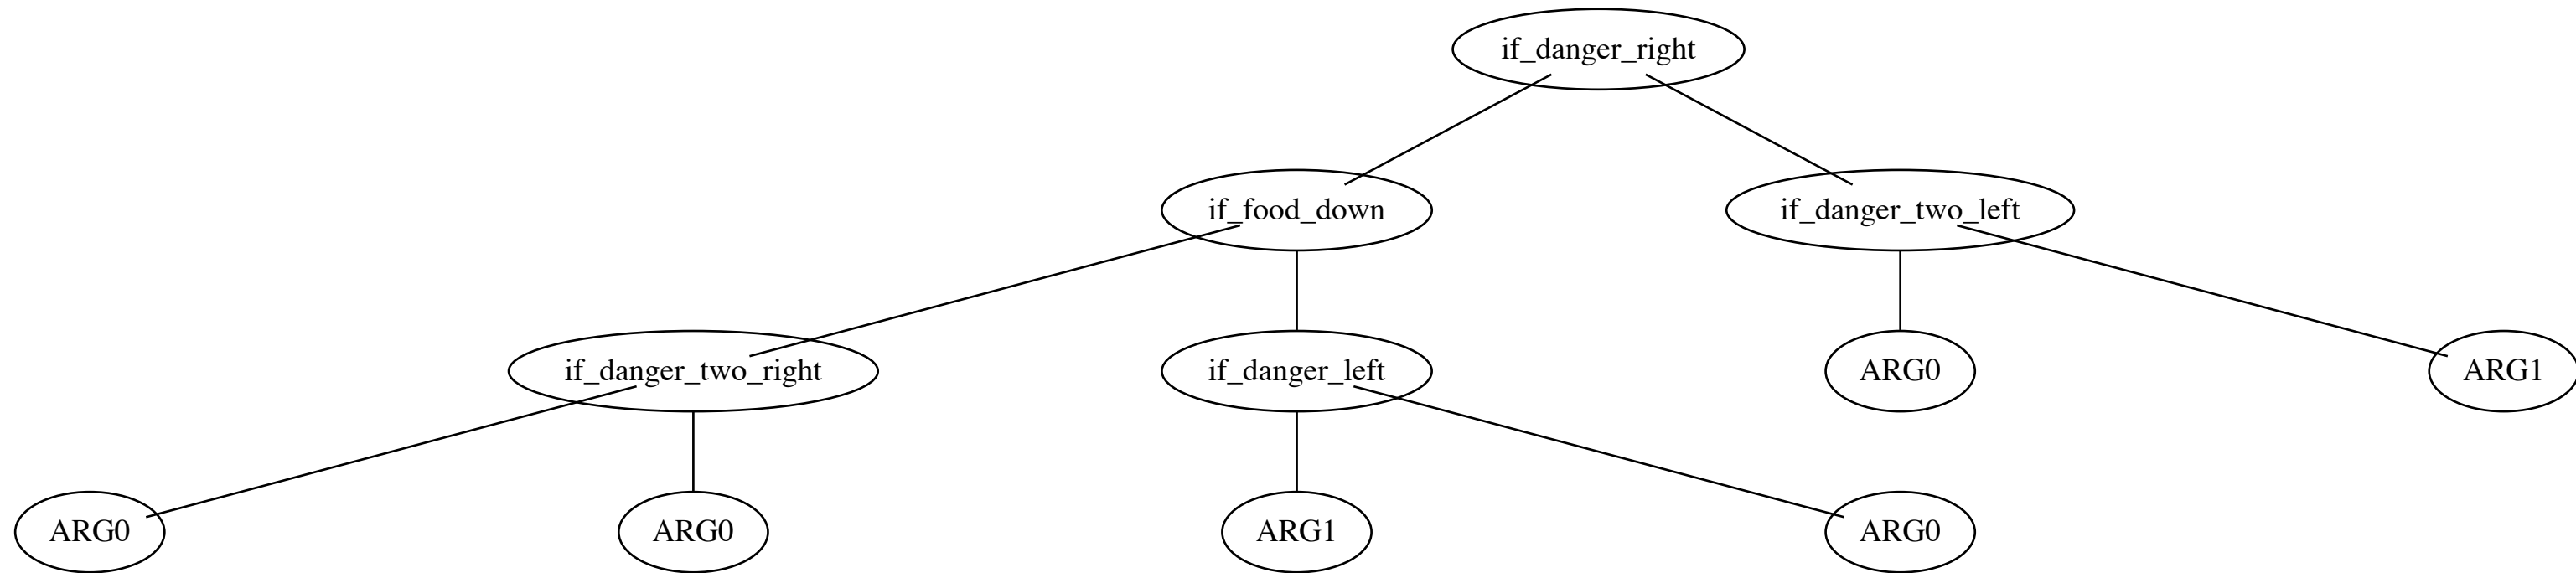 if_danger_right
if_food_down
if_danger_two_left
if_danger_two_right
if_danger_left
ARG0
ARG1
ARG0
ARG0
ARG1
ARG0